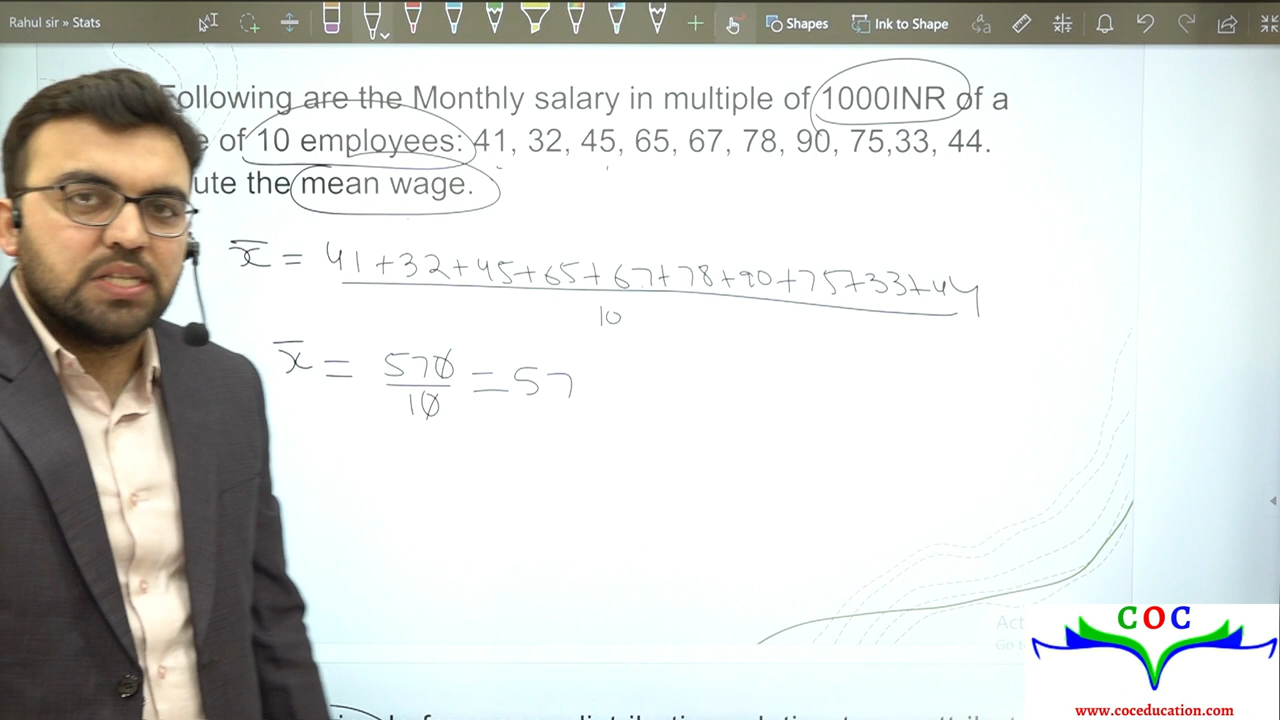 Rahul sir » Stats
Shapes
Ink to Shape
Following are the Monthly salary in multiple of 1000INR of a
of 10 employees: 41, 32, 45, 65, 67, 78, 90, 75,33, 44.
ute the mean wage.
x̅ = 41+32+45+65+67+78+90+75+33+44
10
x̅ = 570
10
= 57
Act
Go t
COC
www.coceducation.com